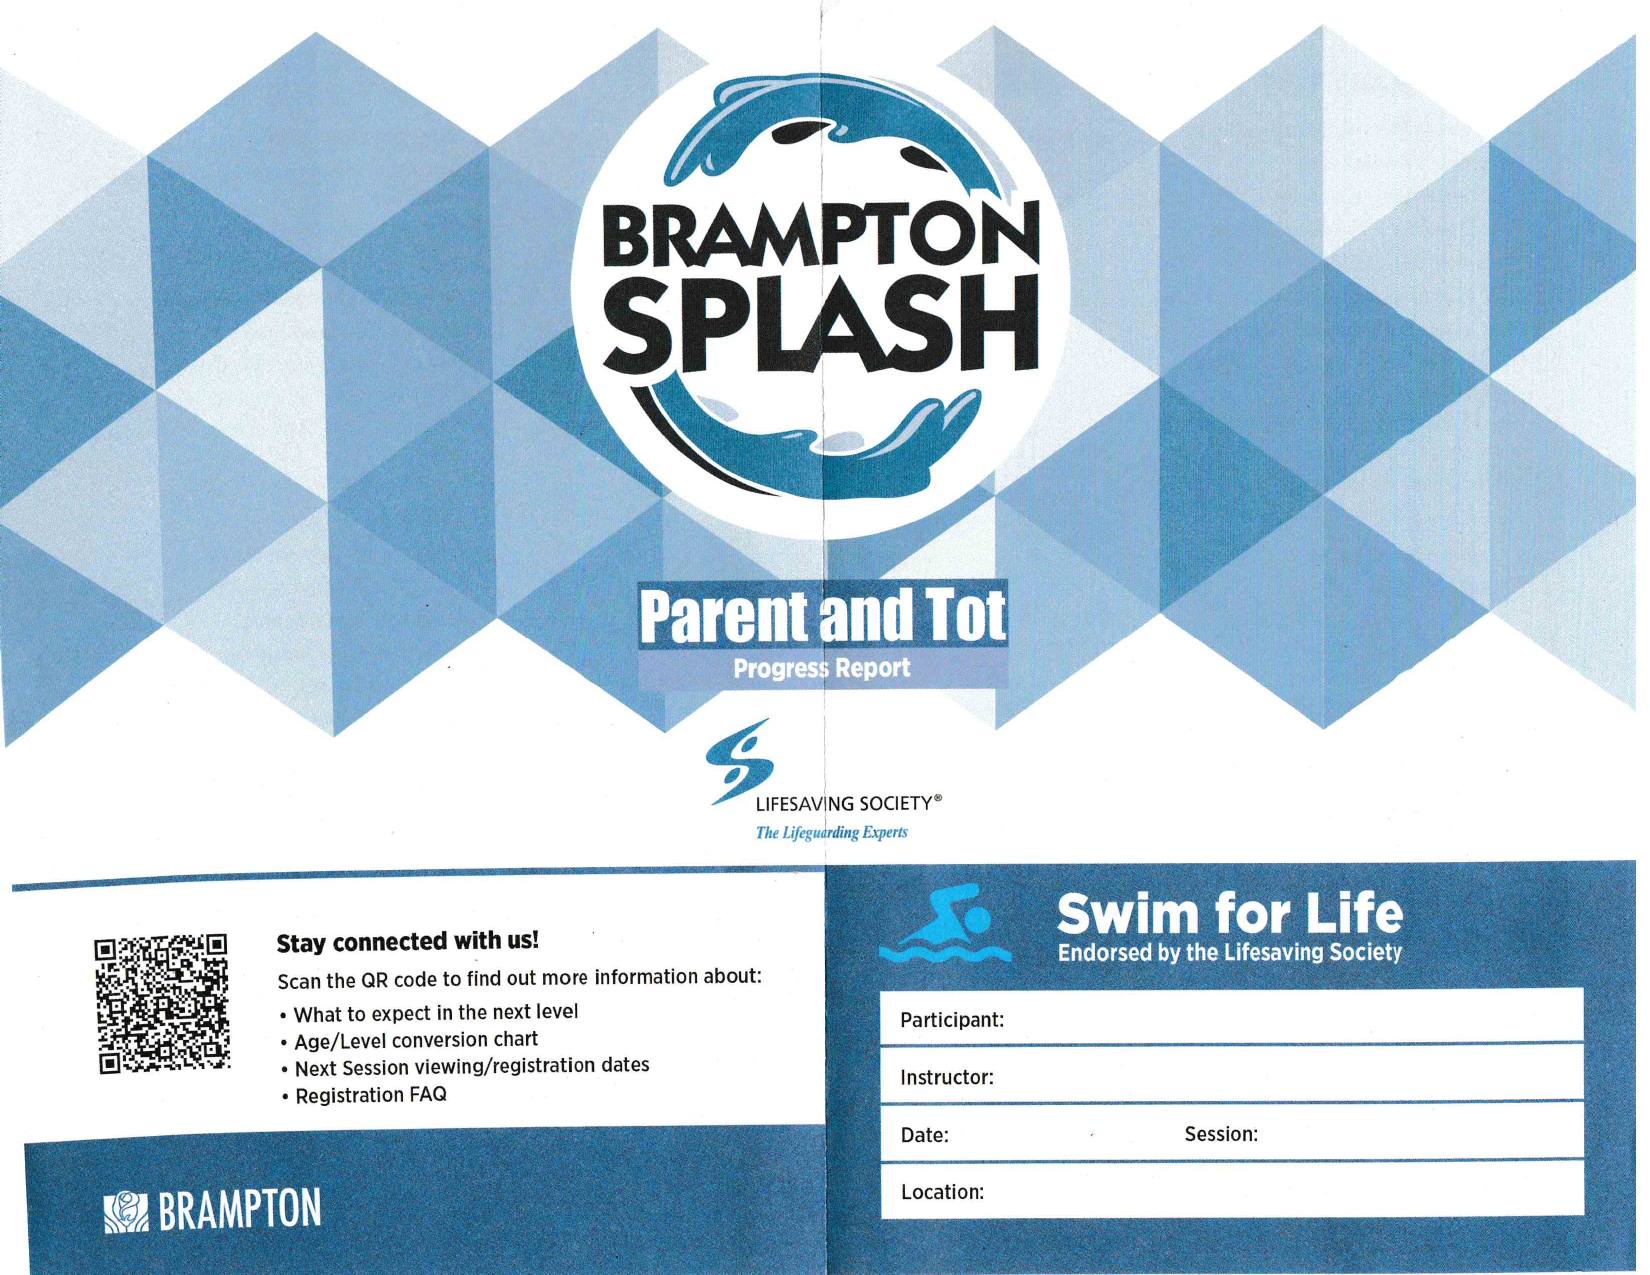 BRAMPTON
SPLASH
Parent and Tot
Progress Report
LIFESAVING SOCIETY®
The Lifeguarding Experts
Stay connected with us!
Scan the QR code to find out more information about:
• What to expect in the next level
• Age/Level conversion chart
• Next Session viewing/registration dates
• Registration FAQ
BRAMPTON
Swim for Life
Endorsed by the Lifesaving Society
Participant:
Instructor:
Date: Session:
Location: